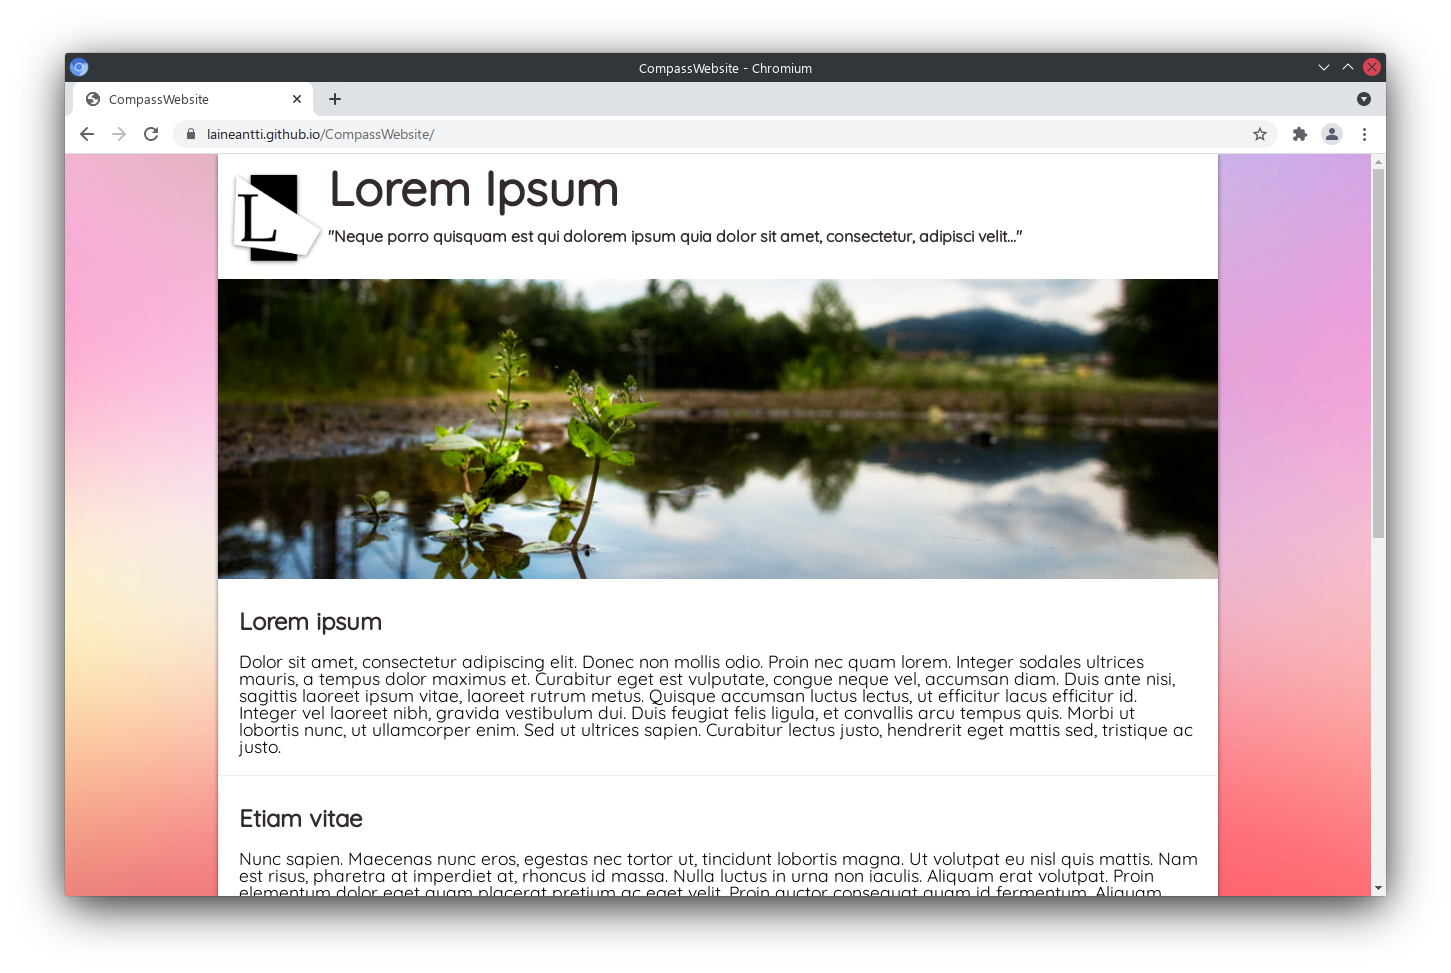 CompassWebsite - Chromium
CompassWebsite
laineantti.github.io/CompassWebsite/
L
Lorem Ipsum
"Neque porro quisquam est qui dolorem ipsum quia dolor sit amet, consectetur, adipisci velit..."
Lorem ipsum
Dolor sit amet, consectetur adipiscing elit. Donec non mollis odio. Proin nec quam lorem. Integer sodales ultrices
mauris, a tempus dolor maximus et. Curabitur eget est vulputate, congue neque vel, accumsan diam. Duis ante nisi,
sagittis laoreet ipsum vitae, laoreet rutrum metus. Quisque accumsan luctus lectus, ut efficitur lacus efficitur id.
Integer vel laoreet nibh, gravida vestibulum dui. Duis feugiat felis ligula, et convallis arcu tempus quis. Morbi ut
lobortis nunc, ut ullamcorper enim. Sed ut ultrices sapien. Curabitur lectus justo, hendrerit eget mattis sed, tristique ac
justo.
Etiam vitae
Nunc sapien. Maecenas nunc eros, egestas nec tortor ut, tincidunt lobortis magna. Ut volutpat eu nisl quis mattis. Nam
est risus, pharetra at imperdiet at, rhoncus id massa. Nulla luctus in urna non iaculis. Aliquam erat volutpat. Proin
elementum dolor eget quam placerat pretium ac eget velit. Proin auctor consequat quam id fermentum. Aliquam